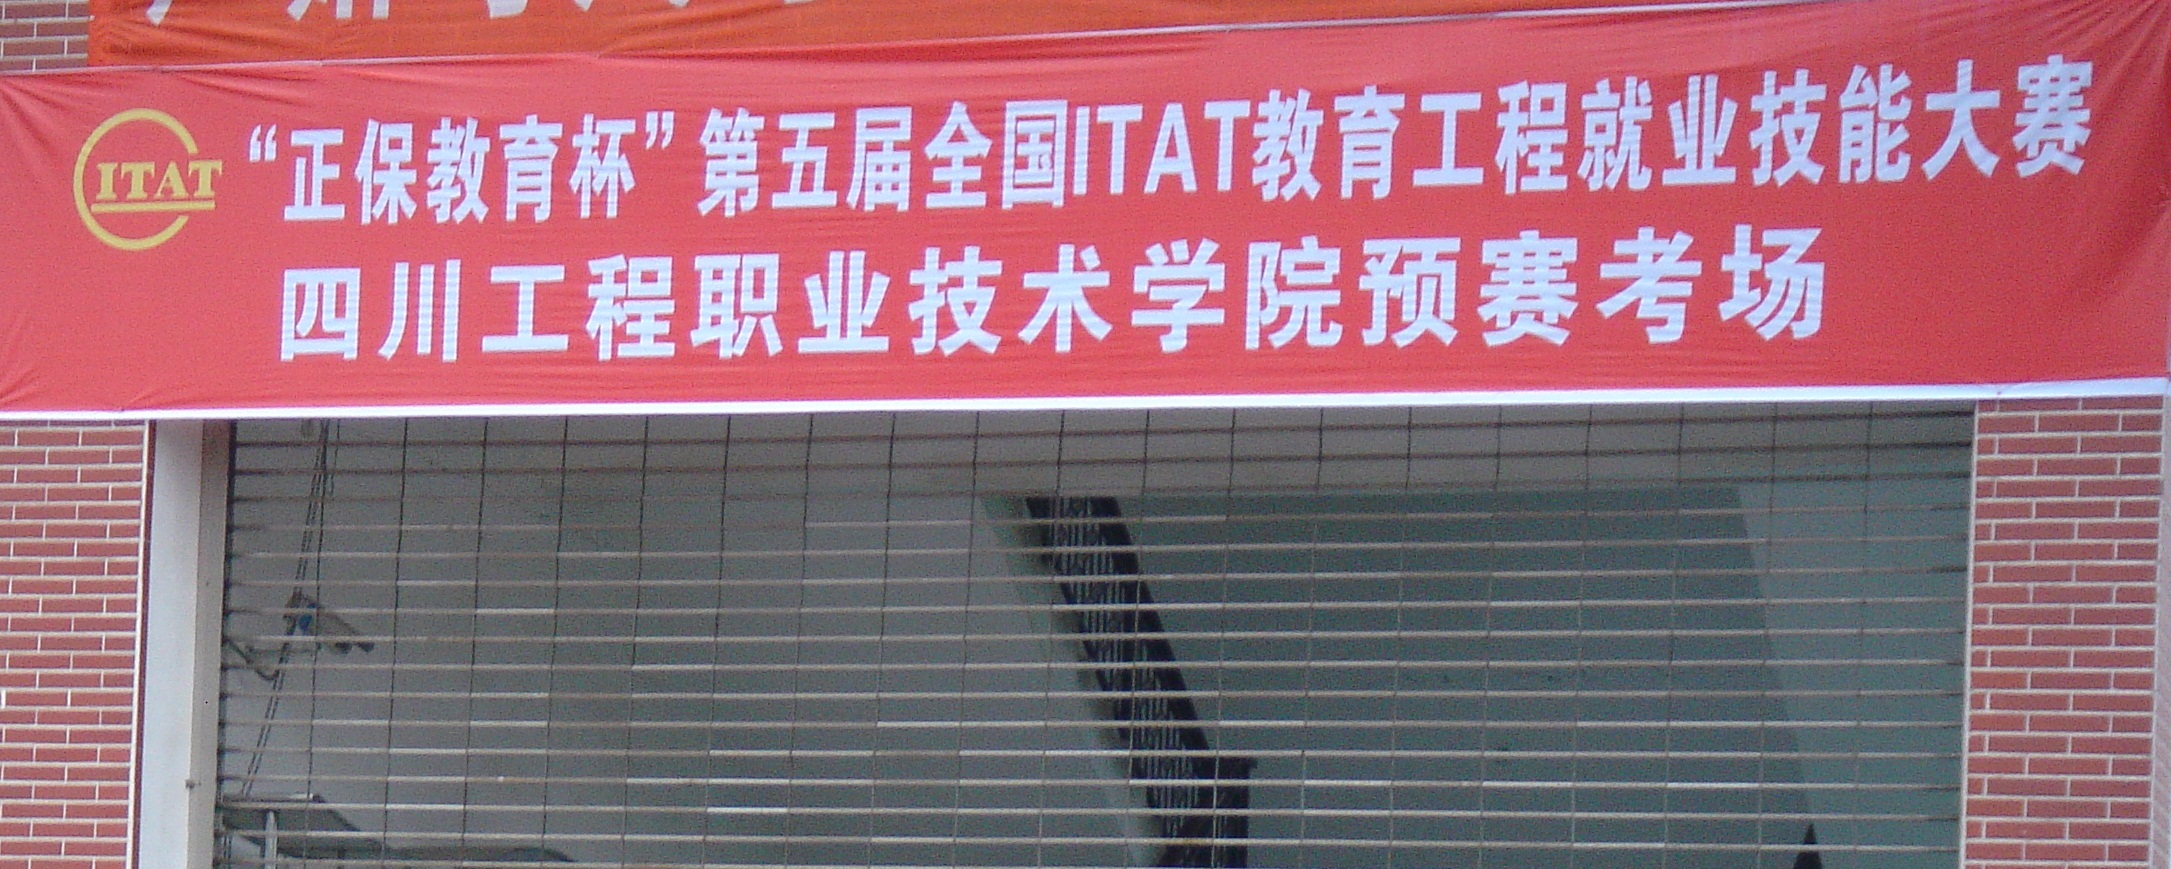 ITAT
“正保教育杯”第五届全国ITAT教育工程就业技能大赛
四川工程职业技术学院预赛考场